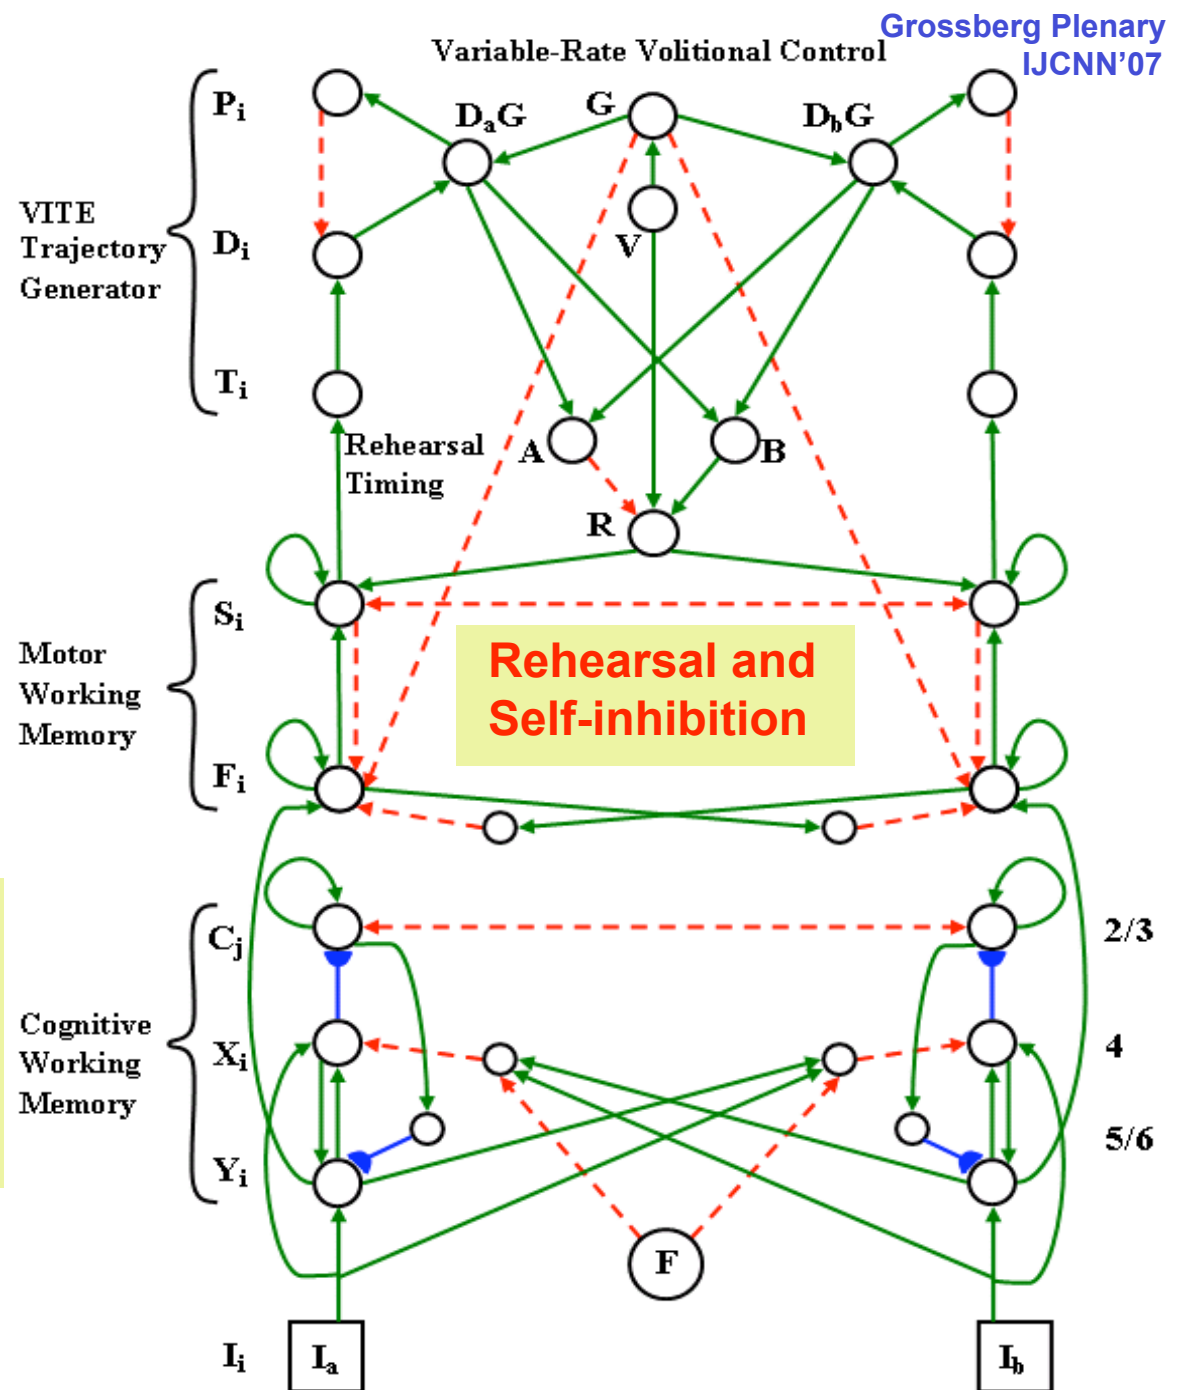 Grossberg Plenary
IJCNN'07
Variable-Rate Volitional Control
P_i
D_aG
G
D_bG
VITE
Trajectory
Generator
D_i
V
T_i
Rehearsal
Timing
A
B
R
S_i
Motor
Working
Memory
Rehearsal and
Self-inhibition
F_i
C_j
2/3
Cognitive
Working
Memory
X_i
4
5/6
Y_i
F
I_i
I_a
I_b